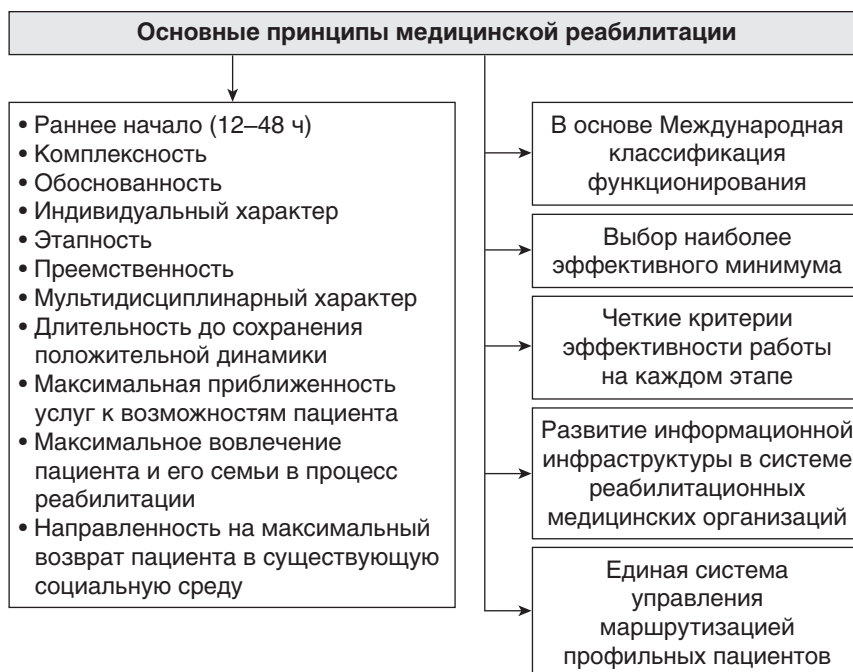 Основные принципы медицинской реабилитации
• Раннее начало (12–48 ч)
• Комплексность
• Обоснованность
• Индивидуальный характер
• Этапность
• Преемственность
• Мультидисциплинарный характер
• Длительность до сохранения
положительной динамики
• Максимальная приближенность
услуг к возможностям пациента
• Максимальное вовлечение
пациента и его семьи в процесс
реабилитации
• Направленность на максимальный
возврат пациента в существующую
социальную среду
В основе Международная
классификация
функционирования
Выбор наиболее
эффективного минимума
Четкие критерии
эффективности работы
на каждом этапе
Развитие информационной
инфраструктуры в системе
реабилитационных
медицинских организаций
Единая система
управления
маршрутизацией
профильных пациентов